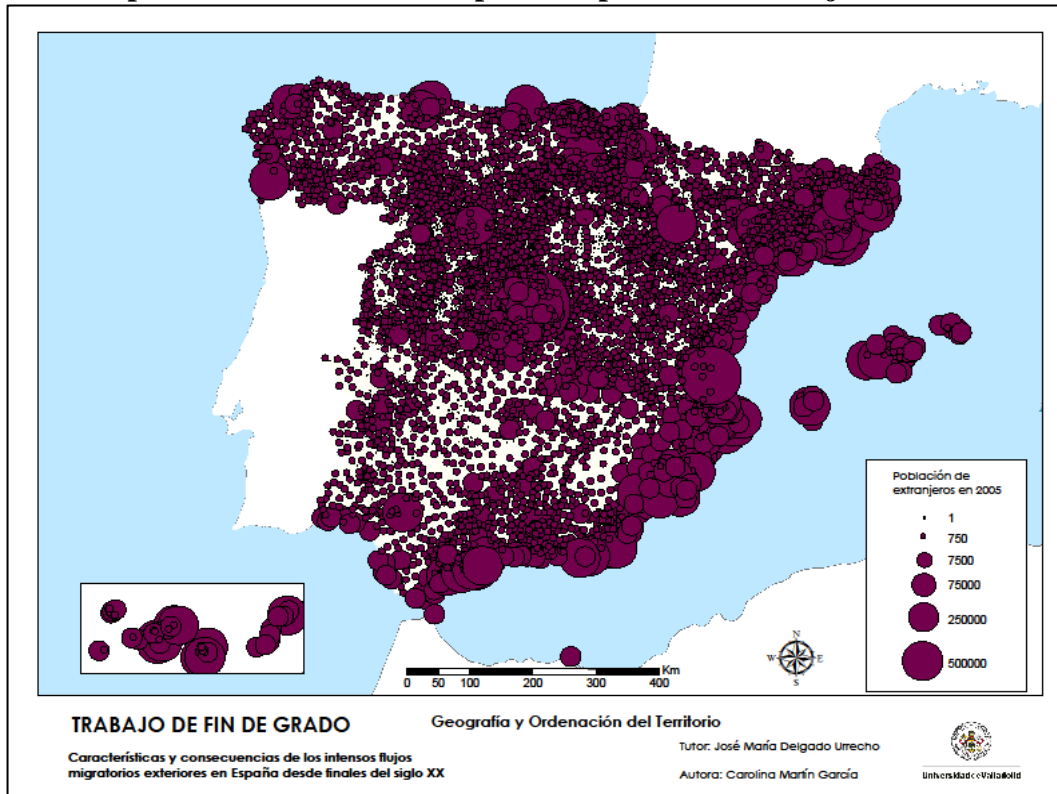 Población de
extranjeros en 2005
1
750
7500
75000
250000
500000
N
W E
S
Km
0 50 100 200 300 400
TRABAJO DE FIN DE GRADO
Geografía y Ordenación del Territorio
Características y consecuencias de los intensos flujos
migratorios exteriores en España desde finales del siglo XX
Tutor: José María Delgado Urrecho
Autora: Carolina Martín García
Universidad de Valladolid